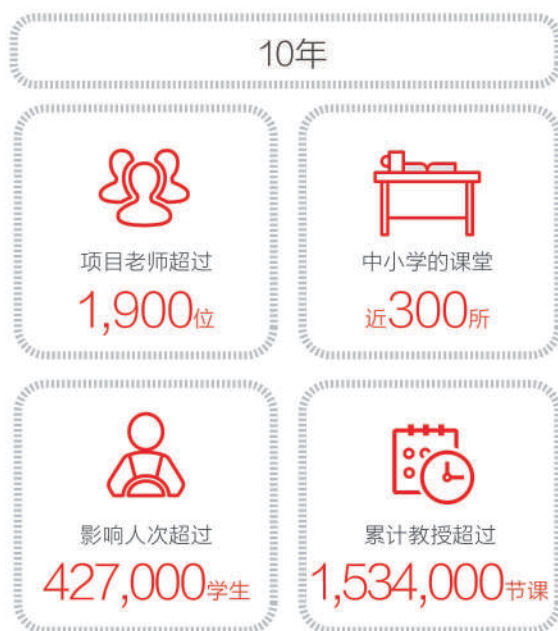 10年
项目老师超过
1,900位
中小学的课堂
近300所
影响人次超过
427,000学生
累计教授超过
1,534,000节课